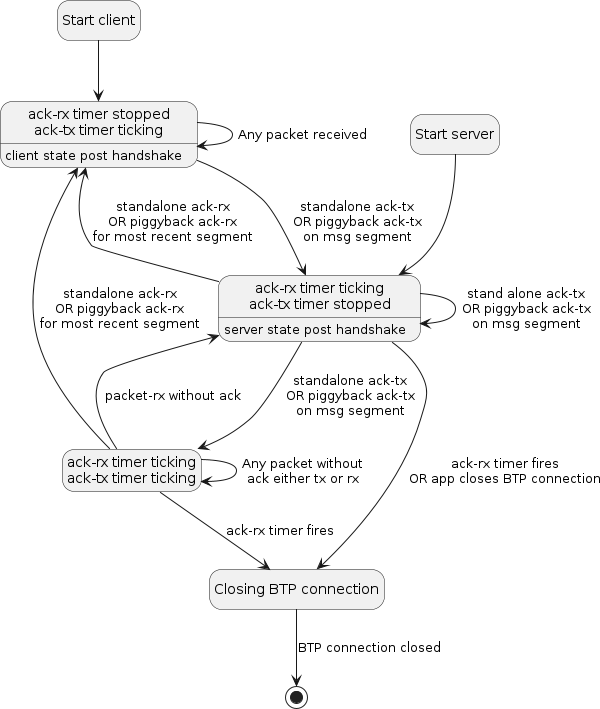 Start client
ack-rx timer stopped
ack-tx timer ticking
client state post handshake
Any packet received
Start server
standalone ack-rx
OR piggyback ack-rx
for most recent segment
standalone ack-tx
OR piggyback ack-tx
on msg segment
ack-rx timer ticking
ack-tx timer stopped
server state post handshake
stand alone ack-tx
OR piggyback ack-tx
on msg segment
standalone ack-rx
OR piggyback ack-rx
for most recent segment
packet-rx without ack
standalone ack-tx
OR piggyback ack-tx
on msg segment
ack-rx timer ticking
ack-tx timer ticking
Any packet without
ack either tx or rx
ack-rx timer fires
OR app closes BTP connection
ack-rx timer fires
Closing BTP connection
BTP connection closed